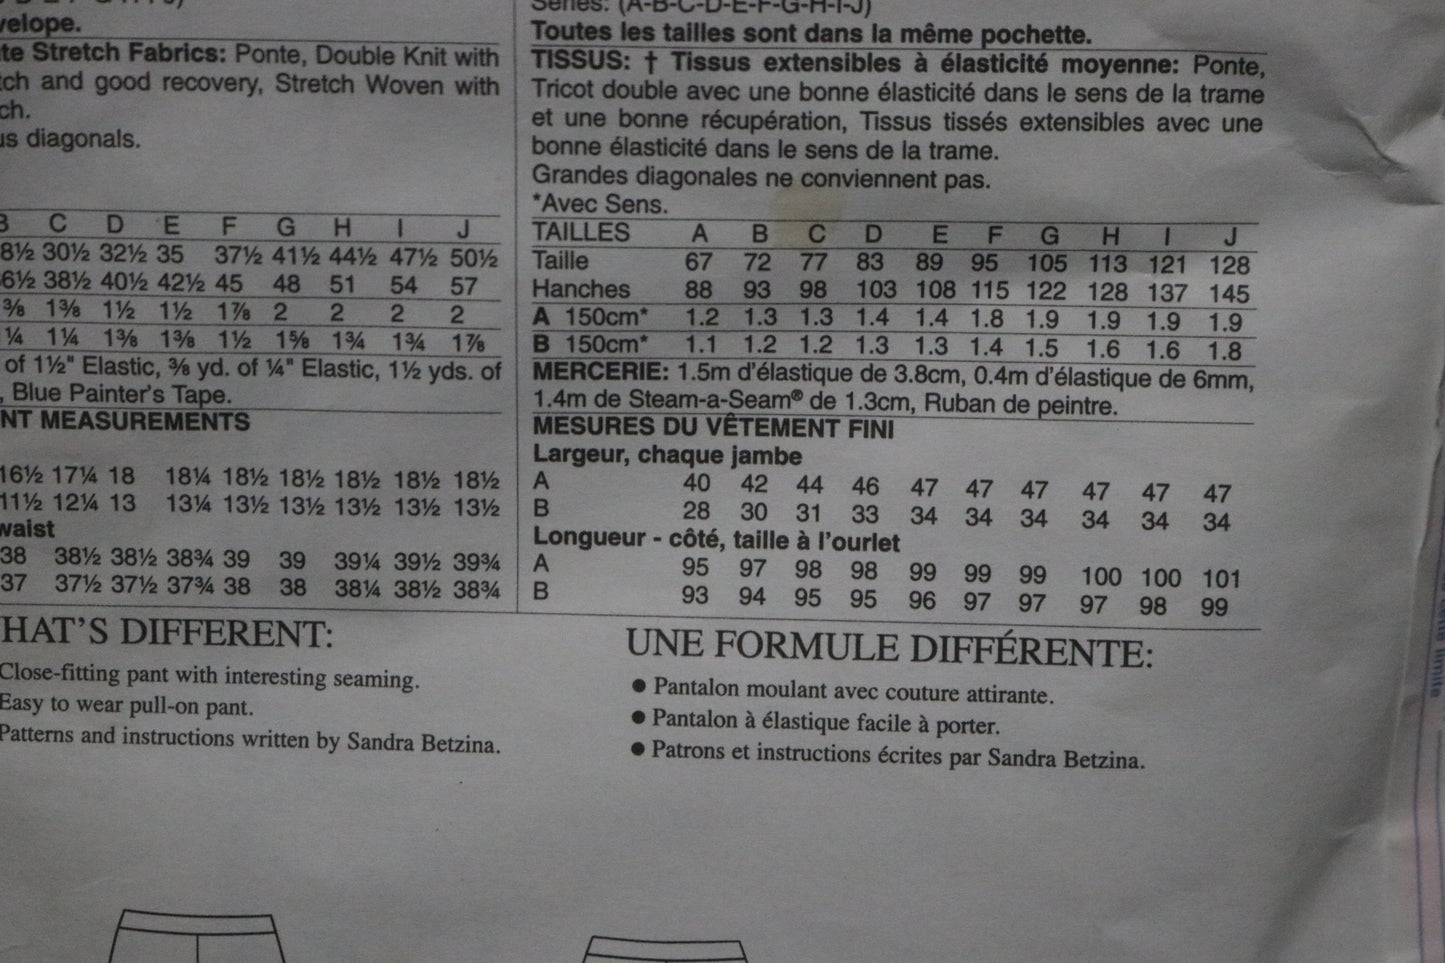 velope.
te Stretch Fabrics: Ponte, Double Knit with
tch and good recovery, Stretch Woven with
ch.
us diagonals.
B C D E F G H I J
8½ 30½ 32½ 35 37½ 41½ 44½ 47½ 50½
6½ 38½ 40½ 42½ 45 48 51 54 57
⅜ 1⅜ 1½ 1½ 1⅞ 2 2 2 2
¼ 1¼ 1⅜ 1⅜ 1½ 1⅝ 1¾ 1¾ 1⅞
of 1½" Elastic, ⅜ yd. of ¼" Elastic, 1½ yds. of
, Blue Painter's Tape.
NT MEASUREMENTS
16½ 17¼ 18 18¼ 18½ 18½ 18½ 18½ 18½
11½ 12¼ 13 13¼ 13½ 13½ 13½ 13½ 13½
waist
38 38½ 38½ 38¾ 39 39 39¼ 39½ 39¾
37 37½ 37½ 37¾ 38 38 38¼ 38½ 38¾
HAT'S DIFFERENT:
Close-fitting pant with interesting seaming.
Easy to wear pull-on pant.
Patterns and instructions written by Sandra Betzina.
Séries: (A-B-C-D-E-F-G-H-I-J)
Toutes les tailles sont dans la même pochette.
TISSUS: † Tissus extensibles à élasticité moyenne: Ponte,
Tricot double avec une bonne élasticité dans le sens de la trame
et une bonne récupération, Tissus tissés extensibles avec une
bonne élasticité dans le sens de la trame.
Grandes diagonales ne conviennent pas.
*Avec Sens.
TAILLES A B C D E F G H I J
Taille 67 72 77 83 89 95 105 113 121 128
Hanches 88 93 98 103 108 115 122 128 137 145
A 150cm* 1.2 1.3 1.3 1.4 1.4 1.8 1.9 1.9 1.9 1.9
B 150cm* 1.1 1.2 1.2 1.3 1.3 1.4 1.5 1.6 1.6 1.8
MERCERIE: 1.5m d'élastique de 3.8cm, 0.4m d'élastique de 6mm,
1.4m de Steam-a-Seam® de 1.3cm, Ruban de peintre.
MESURES DU VÊTEMENT FINI
Largeur, chaque jambe
A 40 42 44 46 47 47 47 47 47 47
B 28 30 31 33 34 34 34 34 34 34
Longueur - côté, taille à l'ourlet
A 95 97 98 98 99 99 99 100 100 101
B 93 94 95 95 96 97 97 97 98 99
UNE FORMULE DIFFÉRENTE:
● Pantalon moulant avec couture attirante.
● Pantalon à élastique facile à porter.
● Patrons et instructions écrites par Sandra Betzina.